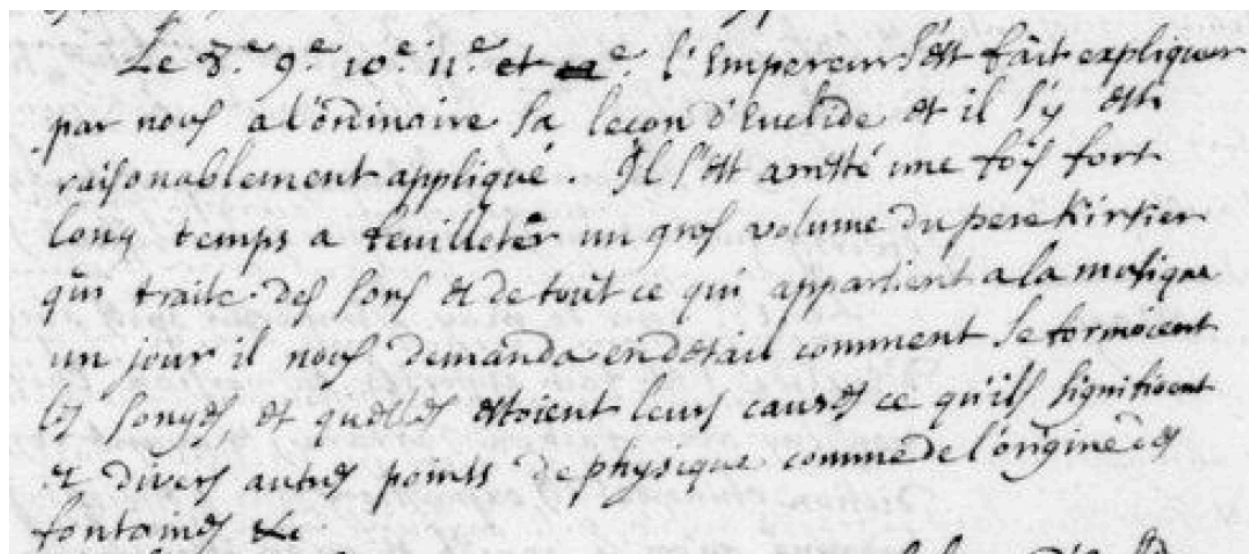 Le 8.e 9.e 10.e 11.e et 12.e l'Empereur s'est fait expliquer
par nous a l'ordinaire sa leçon d'Euclide et il s'y est
raisonablement appliqué. Il s'est arresté une fois fort
long temps a feuilleter un gros volume du pere Kirkier
qui traite des sons et de tout ce qui appartient a la musique
un jour il nous demanda en detail comment se formoient
les songes et quelles estoient leurs causes ce qu'ils signifioent
et divers autres points de physique comme de l'origine des
fontaines &c.